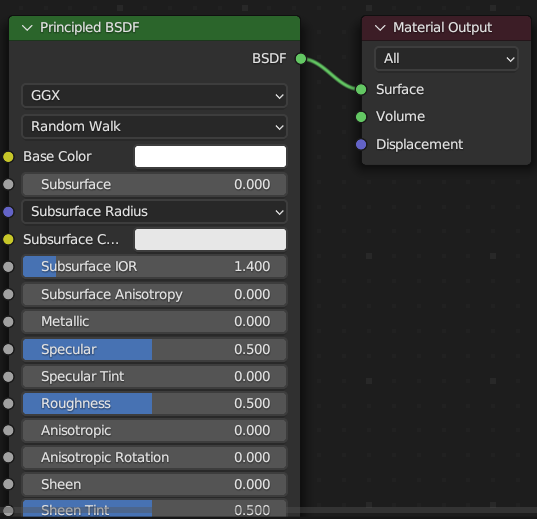 Principled BSDF
BSDF
GGX
Random Walk
Base Color
Subsurface 0.000
Subsurface Radius
Subsurface C...
Subsurface IOR 1.400
Subsurface Anisotropy 0.000
Metallic 0.000
Specular 0.500
Specular Tint 0.000
Roughness 0.500
Anisotropic 0.000
Anisotropic Rotation 0.000
Sheen 0.000
Sheen Tint 0.500
Material Output
All
Surface
Volume
Displacement